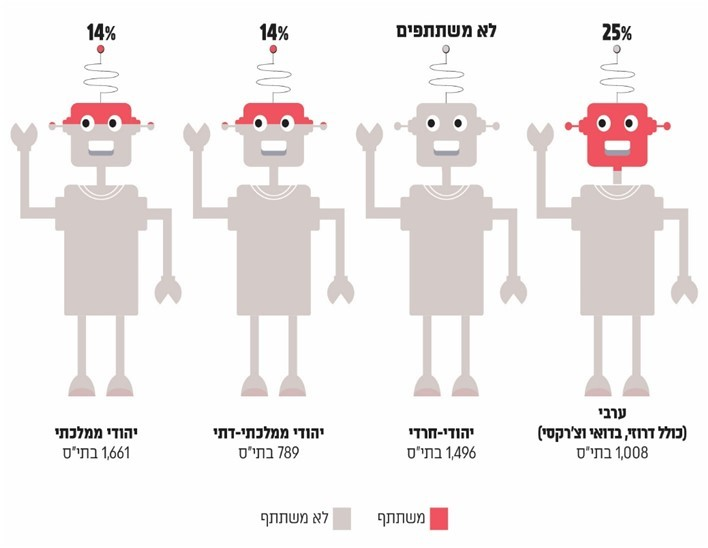 25%
לא משתתפים
14%
14%
ערבי
(כולל דרוזי, בדואי וצ'רקסי)
1,008 בתי"ס
יהודי-חרדי
1,496 בתי"ס
יהודי ממלכתי-דתי
789 בתי"ס
יהודי ממלכתי
1,661 בתי"ס
משתתף
לא משתתף